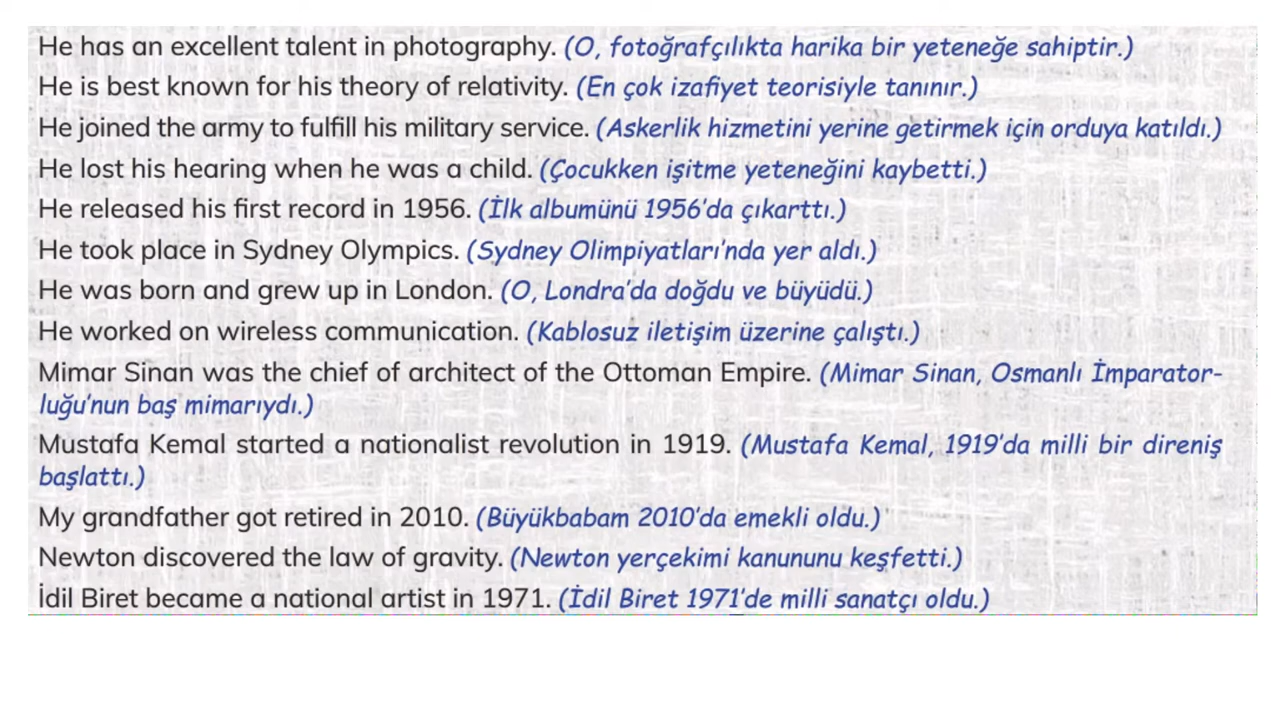 He has an excellent talent in photography. (O, fotoğrafçılıkta harika bir yeteneğe sahiptir.)
He is best known for his theory of relativity. (En çok izafiyet teorisiyle tanınır.)
He joined the army to fulfill his military service. (Askerlik hizmetini yerine getirmek için orduya katıldı.)
He lost his hearing when he was a child. (Çocukken işitme yeteneğini kaybetti.)
He released his first record in 1956. (İlk albumünü 1956'da çıkarttı.)
He took place in Sydney Olympics. (Sydney Olimpiyatları'nda yer aldı.)
He was born and grew up in London. (O, Londra'da doğdu ve büyüdü.)
He worked on wireless communication. (Kablosuz iletişim üzerine çalıştı.)
Mimar Sinan was the chief of architect of the Ottoman Empire. (Mimar Sinan, Osmanlı İmparator-
luğu'nun baş mimarıydı.)
Mustafa Kemal started a nationalist revolution in 1919. (Mustafa Kemal, 1919'da milli bir direniş
başlattı.)
My grandfather got retired in 2010. (Büyükbabam 2010'da emekli oldu.)
Newton discovered the law of gravity. (Newton yerçekimi kanununu keşfetti.)
İdil Biret became a national artist in 1971. (İdil Biret 1971'de milli sanatçı oldu.)